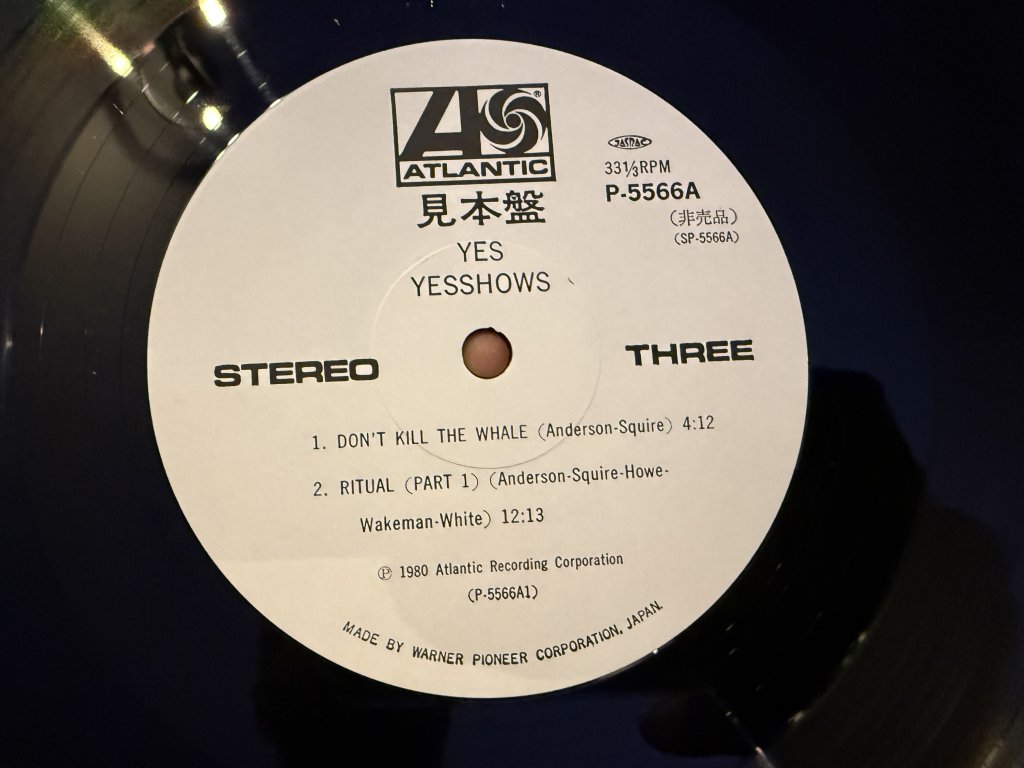 ATLANTIC
®
JASRAC
33⅓RPM
P-5566A
(非売品)
(SP-5566A)
見本盤
YES
YESSHOWS
STEREO
THREE
1. DON'T KILL THE WHALE (Anderson-Squire) 4:12
2. RITUAL (PART 1) (Anderson-Squire-Howe-
Wakeman-White) 12:13
Ⓟ 1980 Atlantic Recording Corporation
(P-5566A1)
MADE BY WARNER PIONEER CORPORATION, JAPAN.